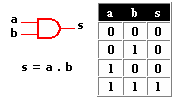 a
b
s
s = a . b
a b s
0 0 0
0 1 0
1 0 0
1 1 1